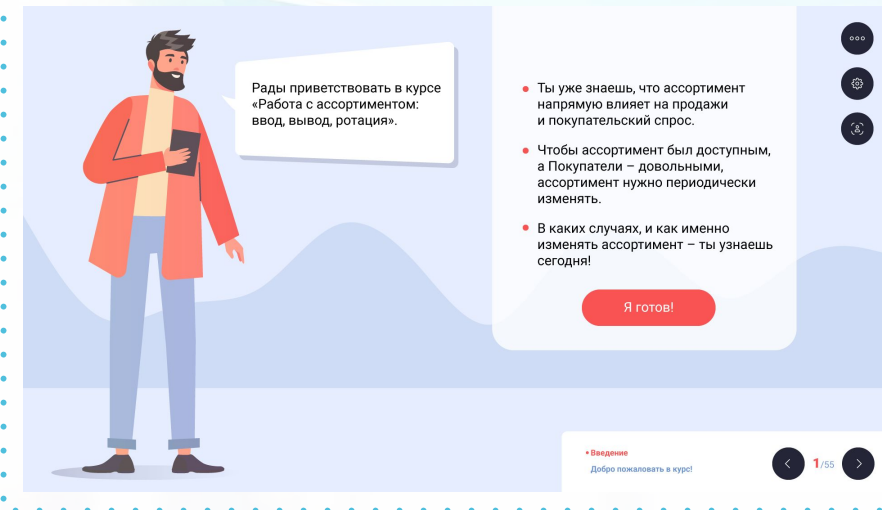 Рады приветствовать в курсе
«Работа с ассортиментом:
ввод, вывод, ротация».
Ты уже знаешь, что ассортимент
напрямую влияет на продажи
и покупательский спрос.
Чтобы ассортимент был доступным,
а Покупатели – довольными,
ассортимент нужно периодически
изменять.
В каких случаях, и как именно
изменять ассортимент – ты узнаешь
сегодня!
Я готов!
Введение
Добро пожаловать в курс!
1/55